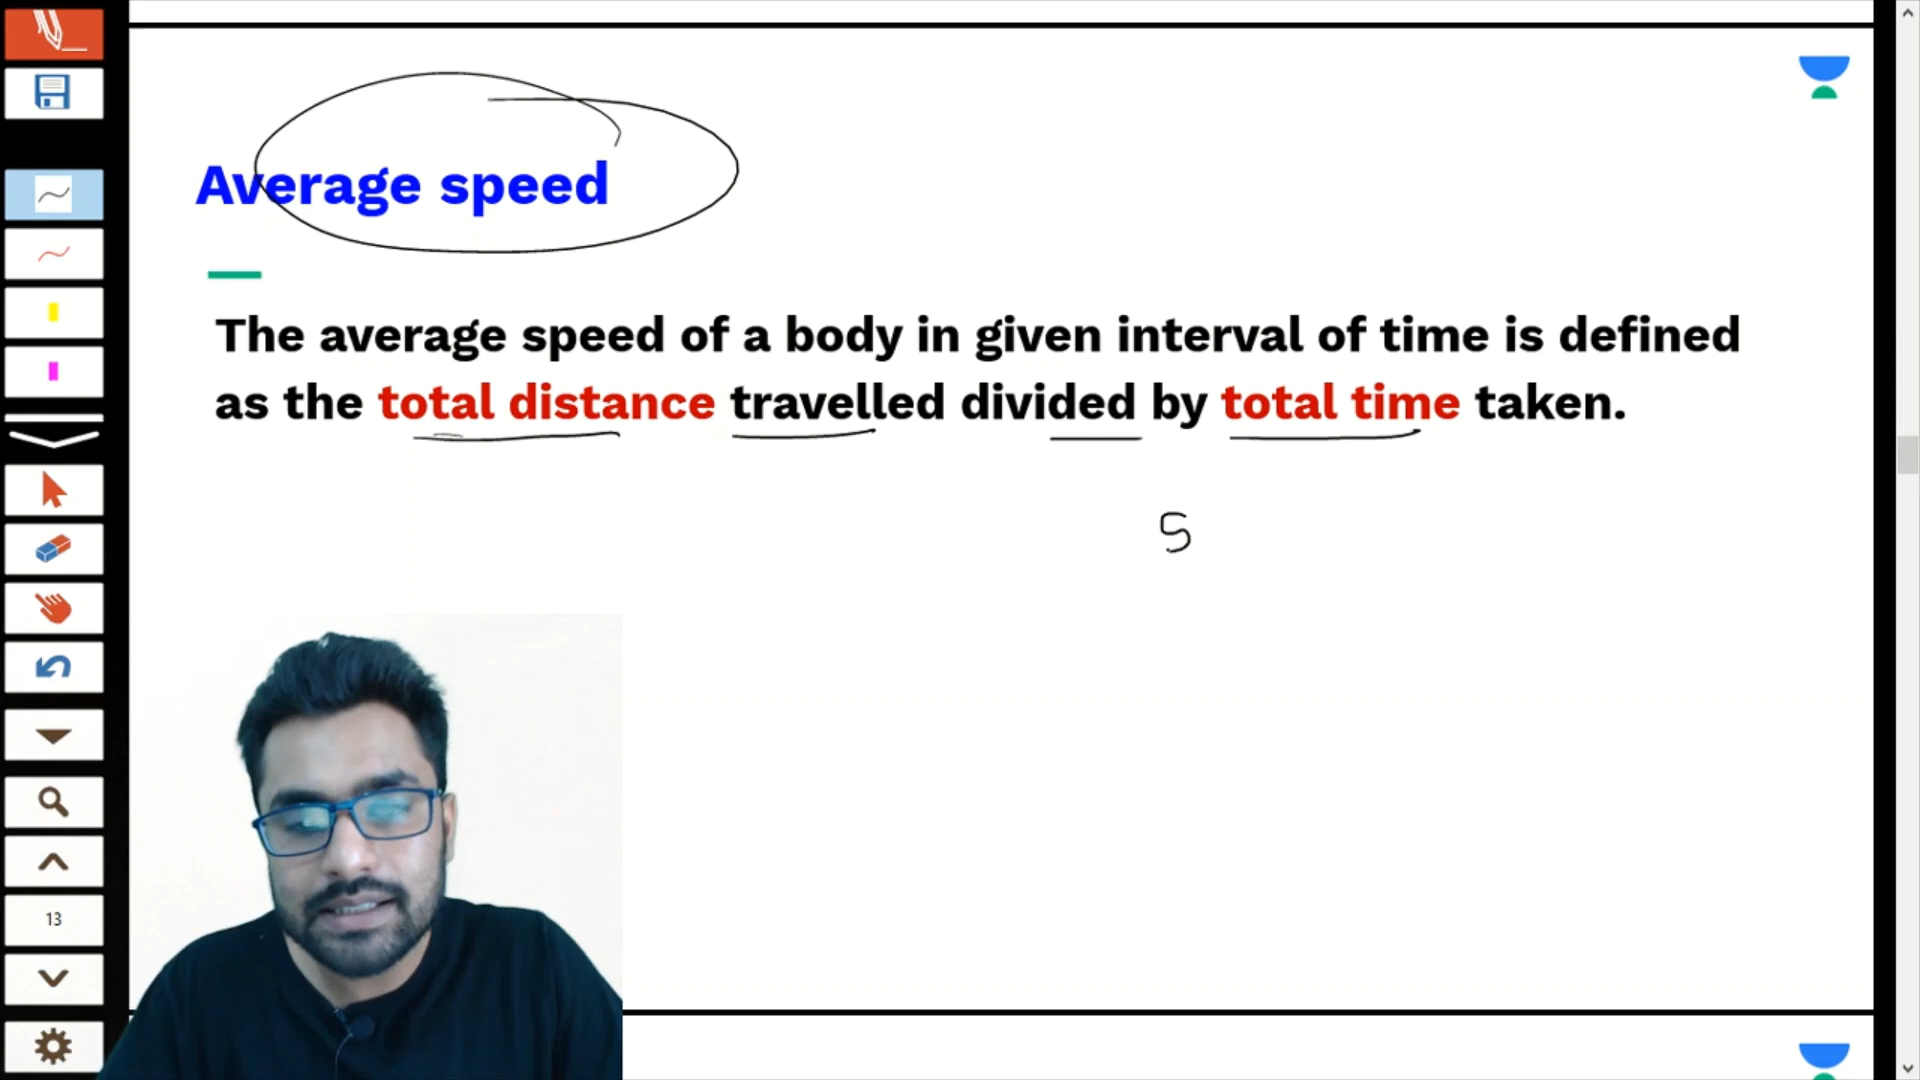 Average speed
The average speed of a body in given interval of time is defined
as the total distance travelled divided by total time taken.
S
13